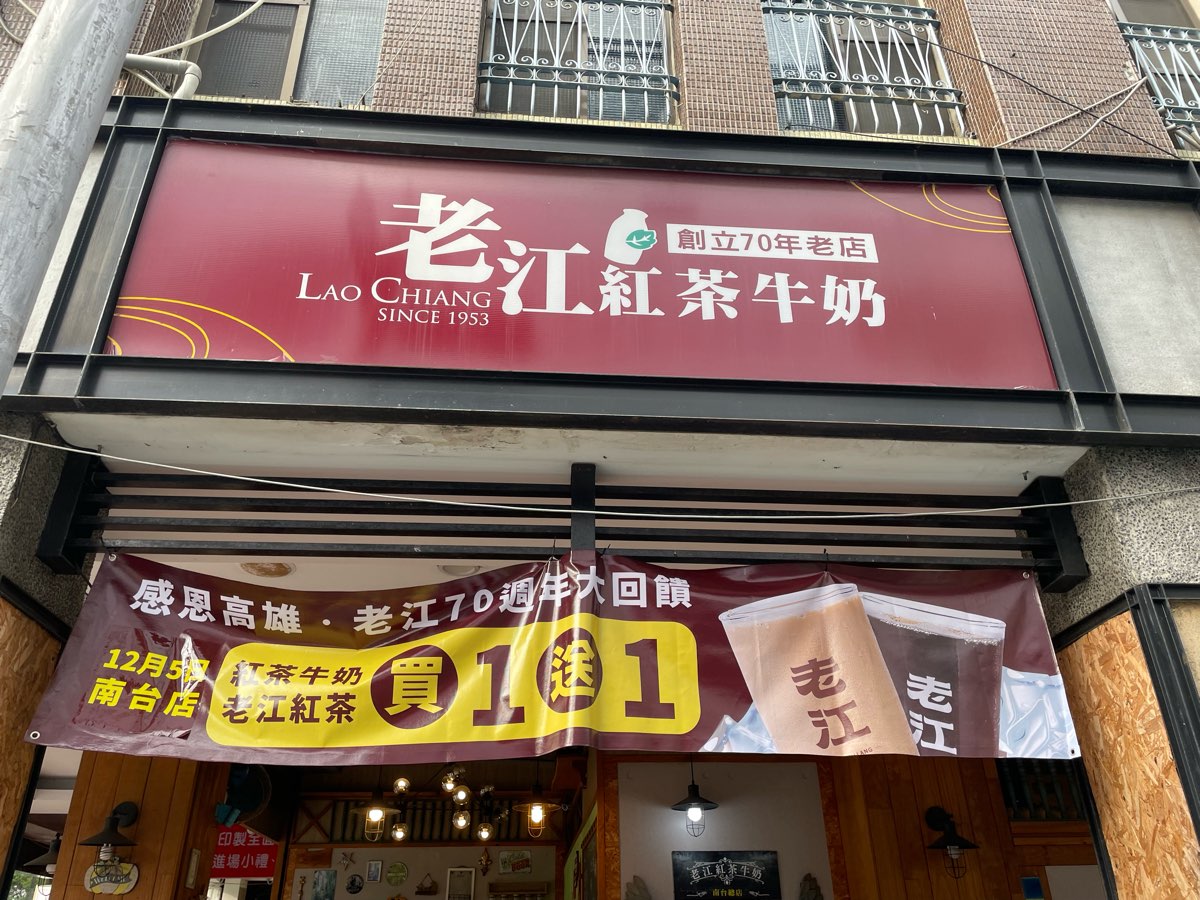 老江紅茶牛奶
創立70年老店
LAO CHIANG
SINCE 1953
感恩高雄・老江70週年大回饋
12月5日
南台店
紅茶牛奶
老江紅茶
買1送1
老江
老江
印製全
進場小禮、
老江紅茶牛奶
南台總店